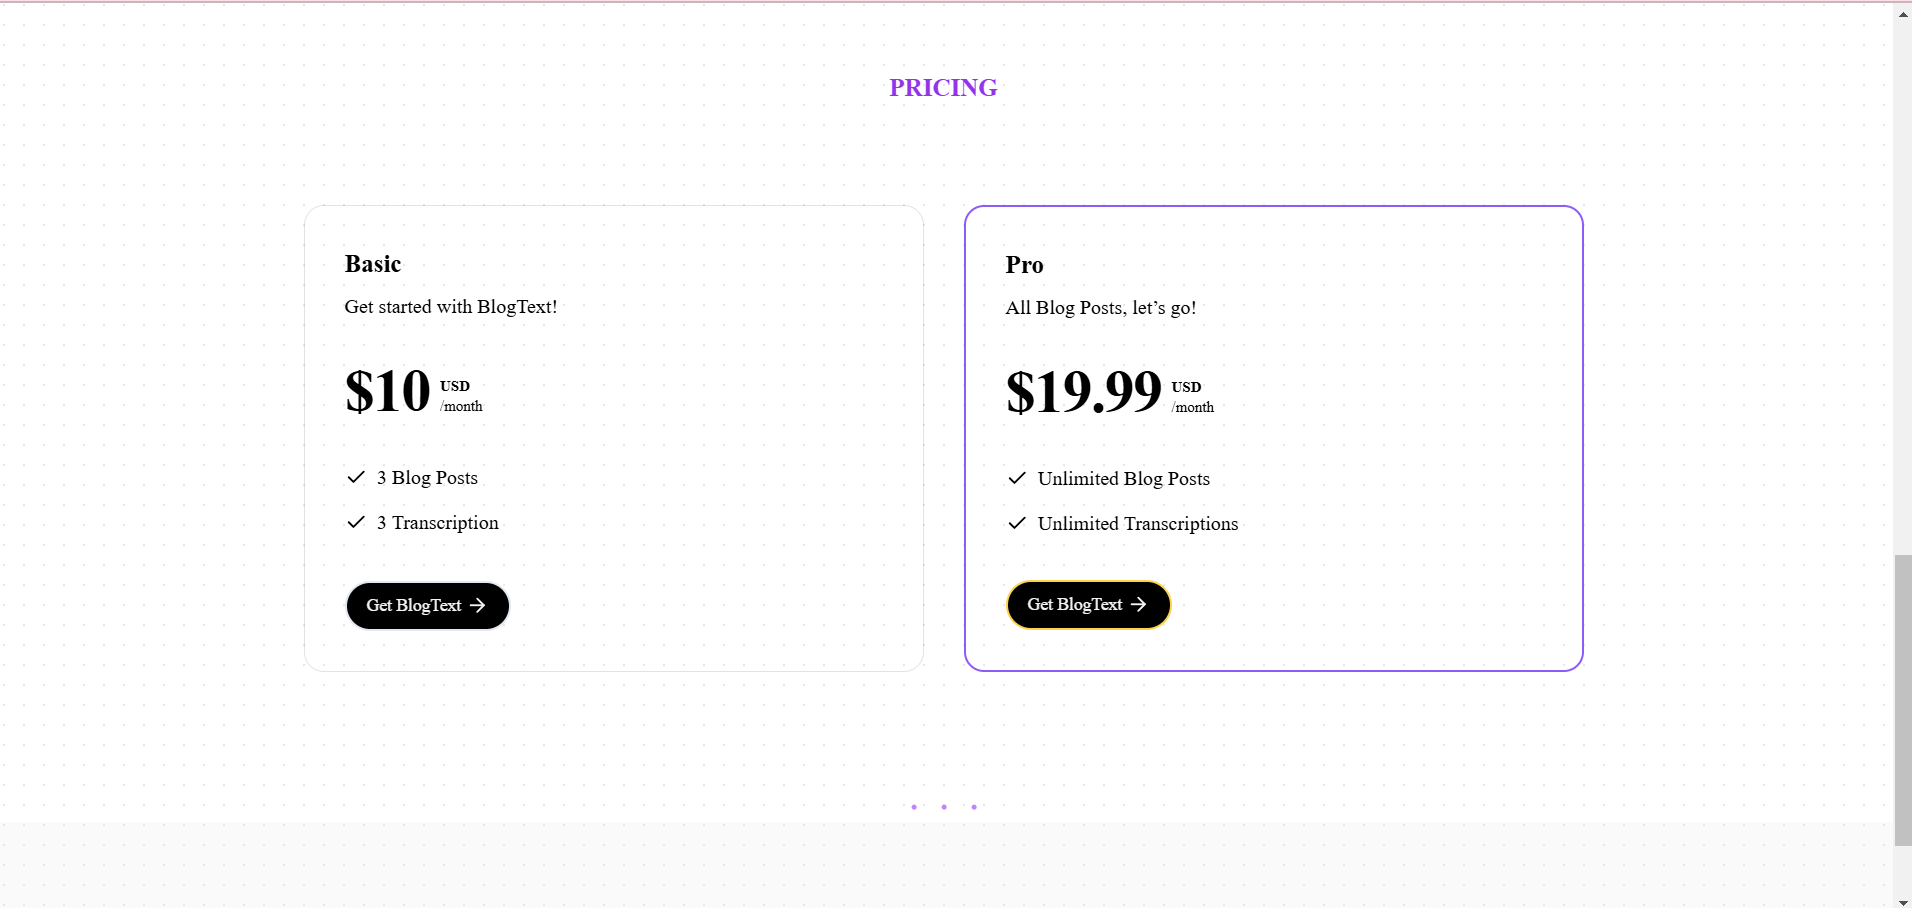 PRICING
Basic
Get started with BlogText!
$10 USD
/month
3 Blog Posts
3 Transcription
Get BlogText
Pro
All Blog Posts, let’s go!
$19.99 USD
/month
Unlimited Blog Posts
Unlimited Transcriptions
Get BlogText